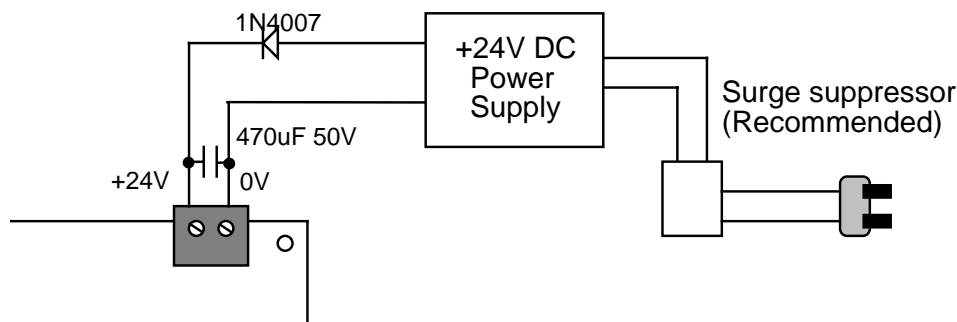 1N4007
+24V DC
Power
Supply
Surge suppressor
(Recommended)
470uF 50V
+24V
0V